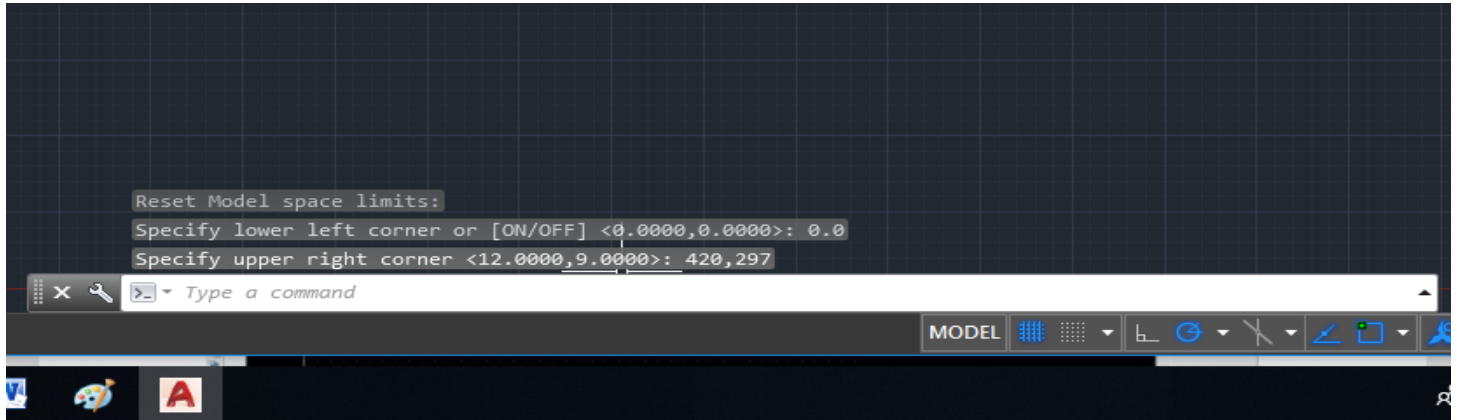 Reset Model space limits:
Specify lower left corner or [ON/OFF] <0.0000,0.0000>: 0.0
Specify upper right corner <12.0000,9.0000>: 420,297
Type a command
MODEL